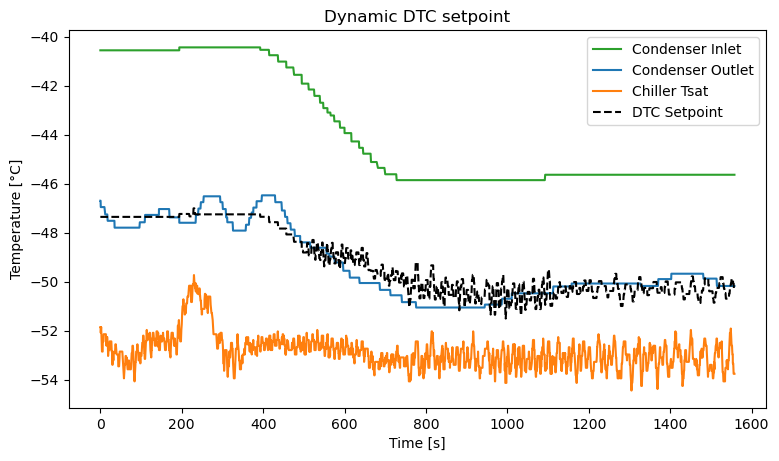 Dynamic DTC setpoint
Condenser Inlet
Condenser Outlet
Chiller Tsat
DTC Setpoint
Temperature [°C]
−40
−42
−44
−46
−48
−50
−52
−54
0 200 400 600 800 1000 1200 1400 1600
Time [s]